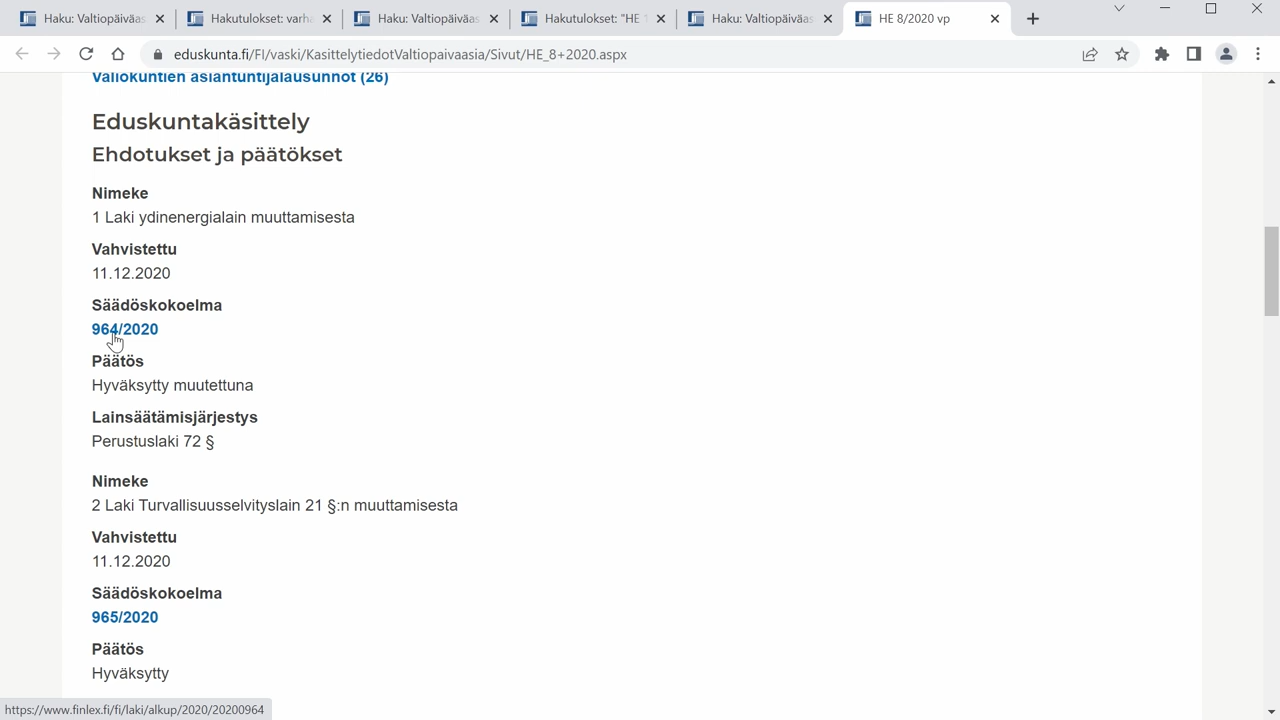 Haku: Valtiopäiväas
Hakutulokset: varha
Haku: Valtiopäiväas
Hakutulokset: "HE 1
Haku: Valtiopäiväas
HE 8/2020 vp
eduskunta.fi/FI/vaski/KasittelytiedotValtiopaivaasia/Sivut/HE_8+2020.aspx
Valiokuntien asiantuntijalausunnot (26)
Eduskuntakäsittely
Ehdotukset ja päätökset
Nimeke
1 Laki ydinenergialain muuttamisesta
Vahvistettu
11.12.2020
Säädöskokoelma
964/2020
Päätös
Hyväksytty muutettuna
Lainsäätämisjärjestys
Perustuslaki 72 §
Nimeke
2 Laki Turvallisuusselvityslain 21 §:n muuttamisesta
Vahvistettu
11.12.2020
Säädöskokoelma
965/2020
Päätös
Hyväksytty
https://www.finlex.fi/fi/laki/alkup/2020/20200964